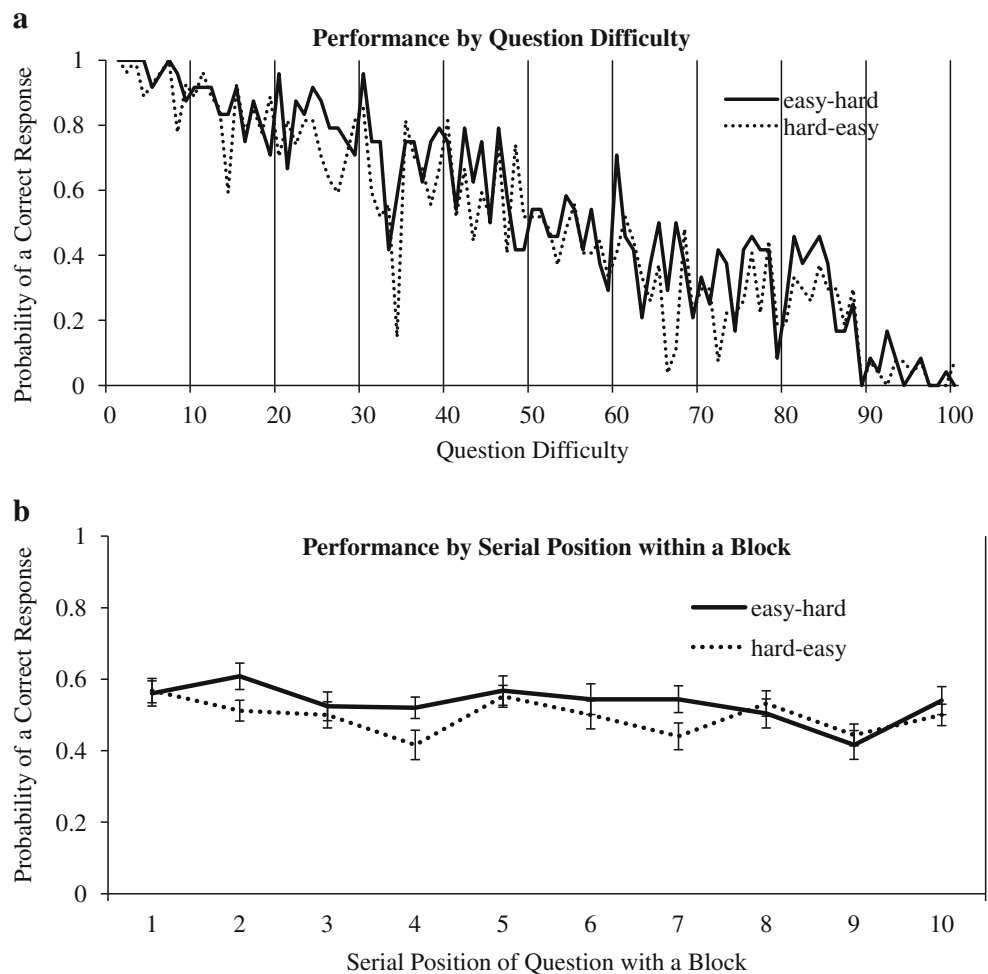 a
Performance by Question Difficulty
1
0.8
0.6
0.4
0.2
0
Probability of a Correct Response
easy-hard
hard-easy
0 10 20 30 40 50 60 70 80 90 100
Question Difficulty
b
Performance by Serial Position within a Block
1
0.8
0.6
0.4
0.2
0
Probability of a Correct Response
easy-hard
hard-easy
1 2 3 4 5 6 7 8 9 10
Serial Position of Question with a Block